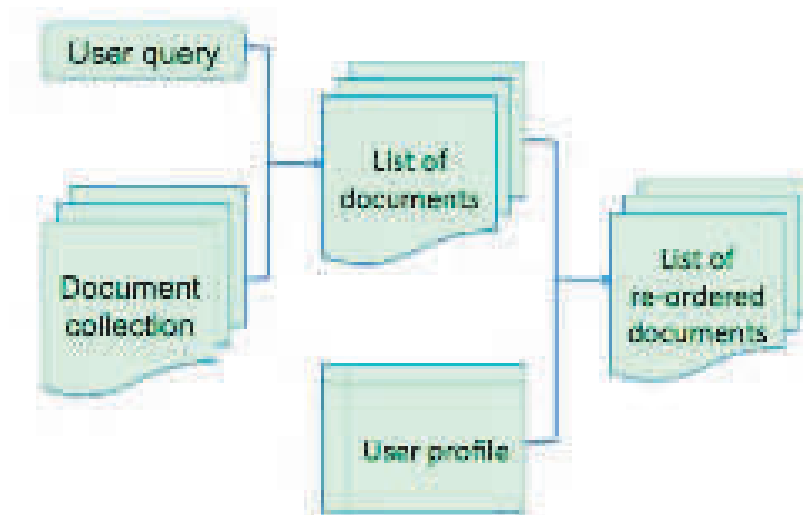 User query
List of
documents
Document
collection
List of
re-ordered
documents
User profile